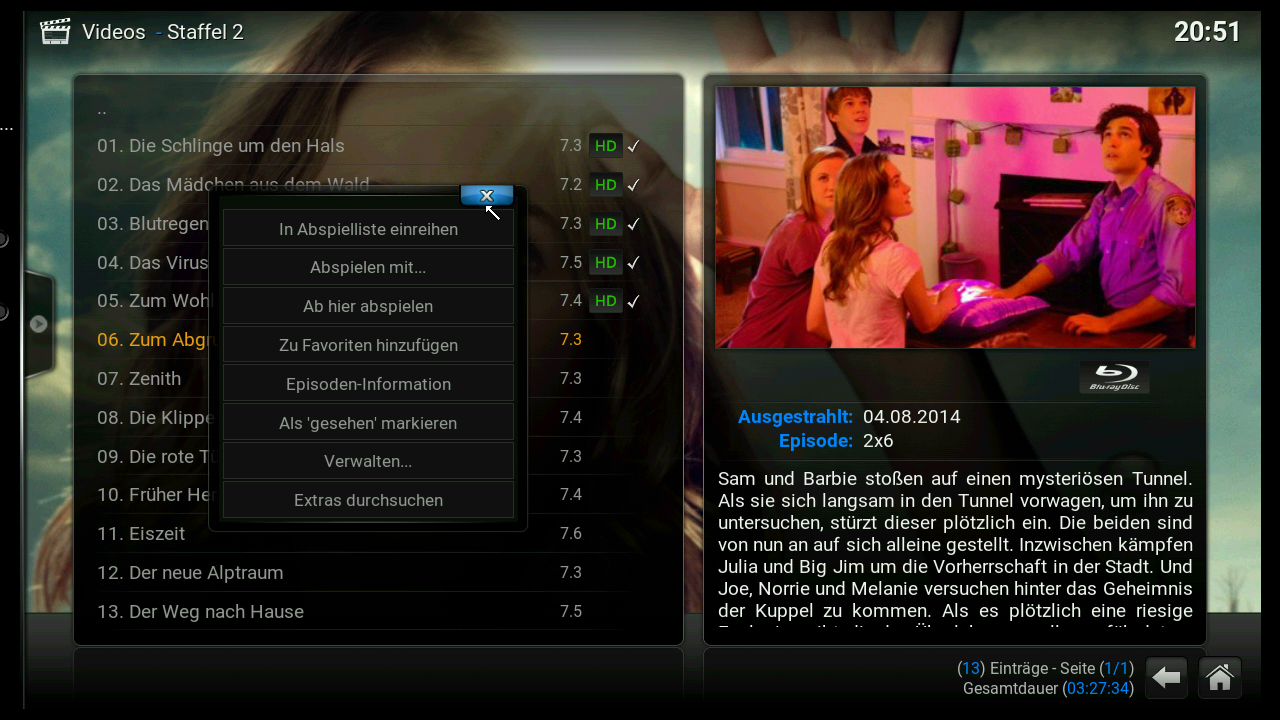 Videos - Staffel 2
20:51
...
..
01. Die Schlinge um den Hals 7.3 HD
02. Das Mädchen aus dem Wald 7.2 HD
03. Blutregen 7.3 HD
04. Das Virus 7.5 HD
05. Zum Wohl 7.4 HD
06. Zum Abgru 7.3
07. Zenith 7.3
08. Die Klippe 7.4
09. Die rote 7.3
10. Früher 7.4
11. Eiszeit 7.6
12. Der neue Alptraum 7.3
13. Der Weg nach Hause 7.5
x
In Abspielliste einreihen
Abspielen mit...
Ab hier abspielen
Zu Favoriten hinzufügen
Episoden-Information
Als 'gesehen' markieren
Verwalten...
Extras durchsuchen
Blu-ray Disc
Ausgestrahlt: 04.08.2014
Episode: 2x6
Sam und Barbie stoßen auf einen mysteriösen Tunnel.
Als sie sich langsam in den Tunnel vorwagen, um ihn zu
untersuchen, stürzt dieser plötzlich ein. Die beiden sind
von nun an auf sich alleine gestellt. Inzwischen kämpfen
Julia und Big Jim um die Vorherrschaft in der Stadt. Und
Joe, Norrie und Melanie versuchen hinter das Geheimnis
der Kuppel zu kommen. Als es plötzlich eine riesige
(13) Einträge - Seite (1/1)
Gesamtdauer (03:27:34)